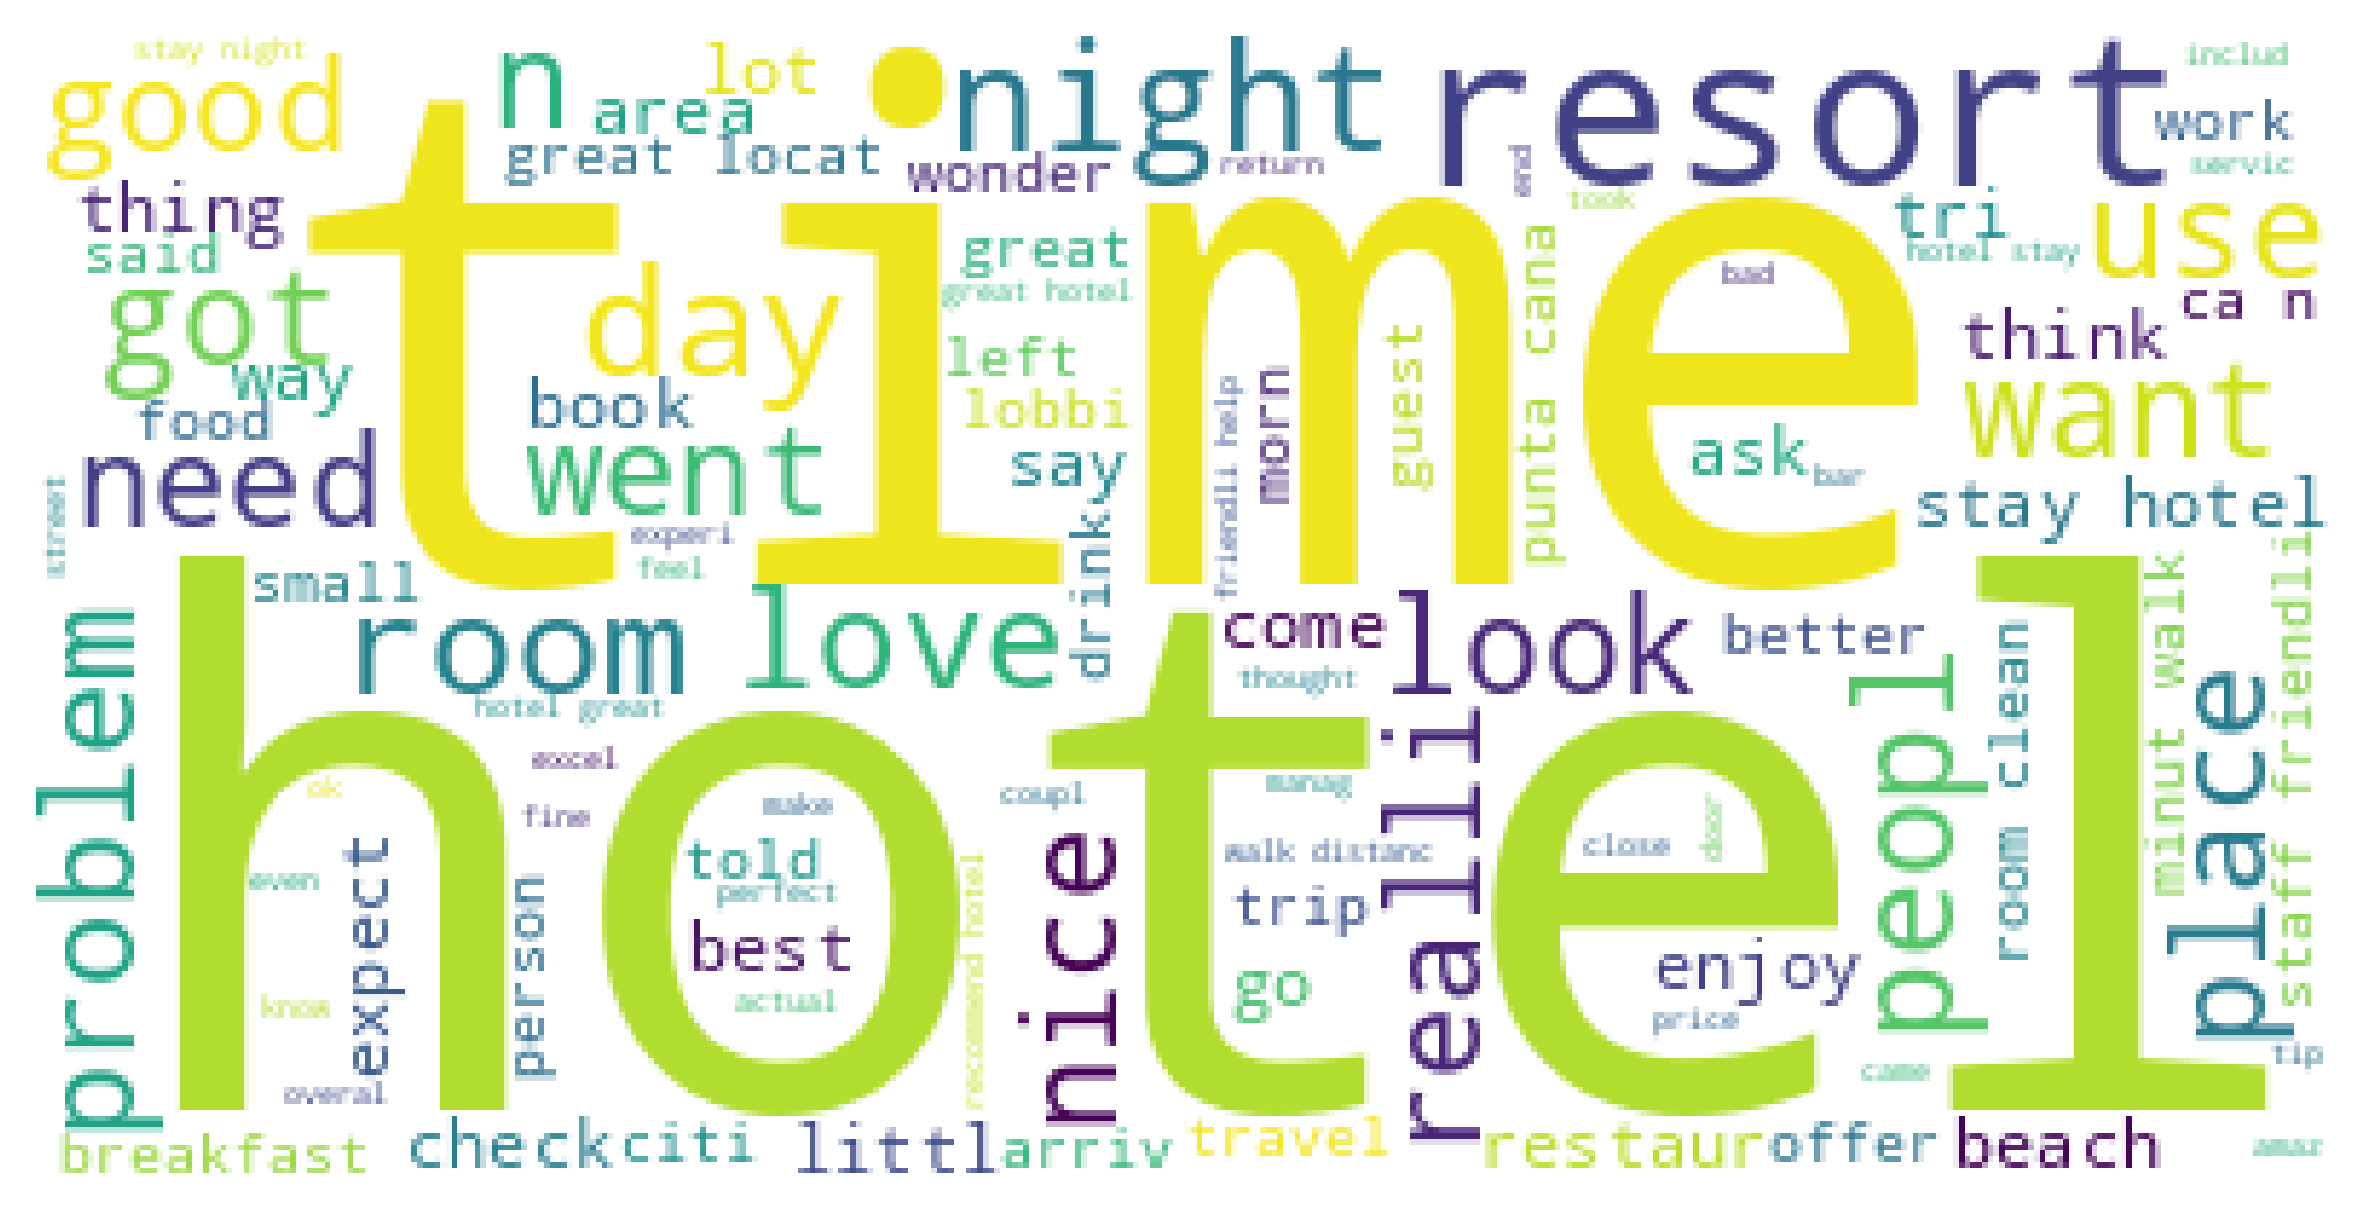 stay night
good
n
lot
area
great locat
night
resort
includ
work
servic
wonder
return
end
took
thing
said
time
great
great hotel
tri
hotel stay
use
bad
ca n
got
way
day
left
lobbi
think
want
food
book
need
went
say
drink
friendli help
morn
guest
punta cana
ask
bar
stay hotel
street
experi
feel
small
hotel
problem
room
love
come
look
better
hotel great
thought
excel
ok
fine
make
coupl
manag
door
close
even
expect
person
told
perfect
best
actual
know
overal
recommend hotel
nice
walk distanc
trip
go
realli
enjoy
price
peopl
came
room clean
minut walk
place
staff friendli
tip
breakfast
check
citi
littl
arriv
travel
restaur
offer
beach
amaz